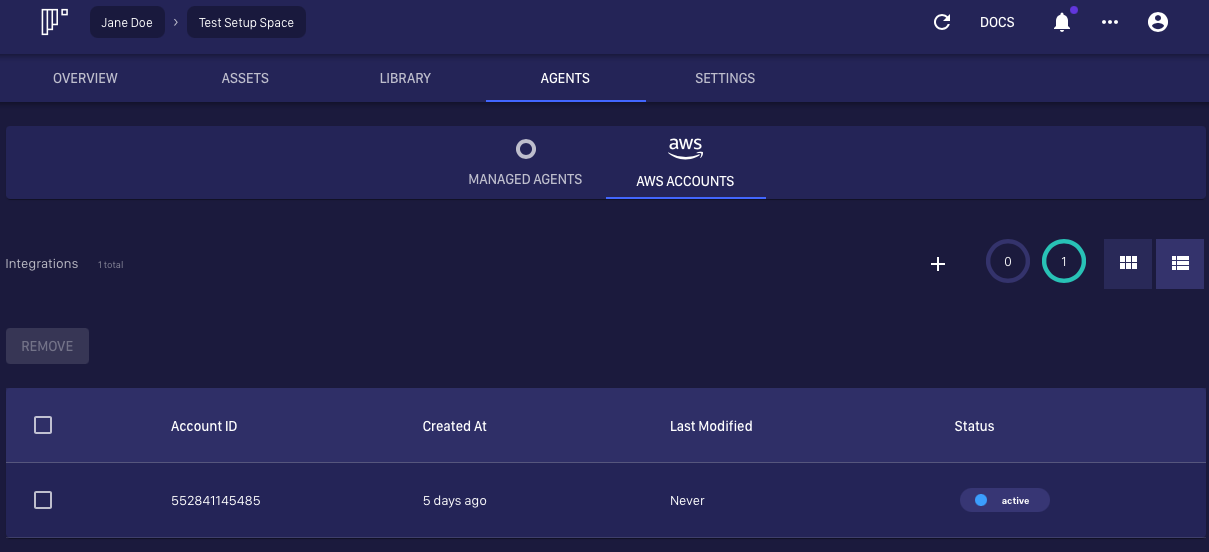 Jane Doe › Test Setup Space
DOCS
OVERVIEW ASSETS LIBRARY AGENTS SETTINGS
aws
MANAGED AGENTS AWS ACCOUNTS
Integrations 1 total
0 1
REMOVE
Account ID Created At Last Modified Status
552841145485 5 days ago Never active